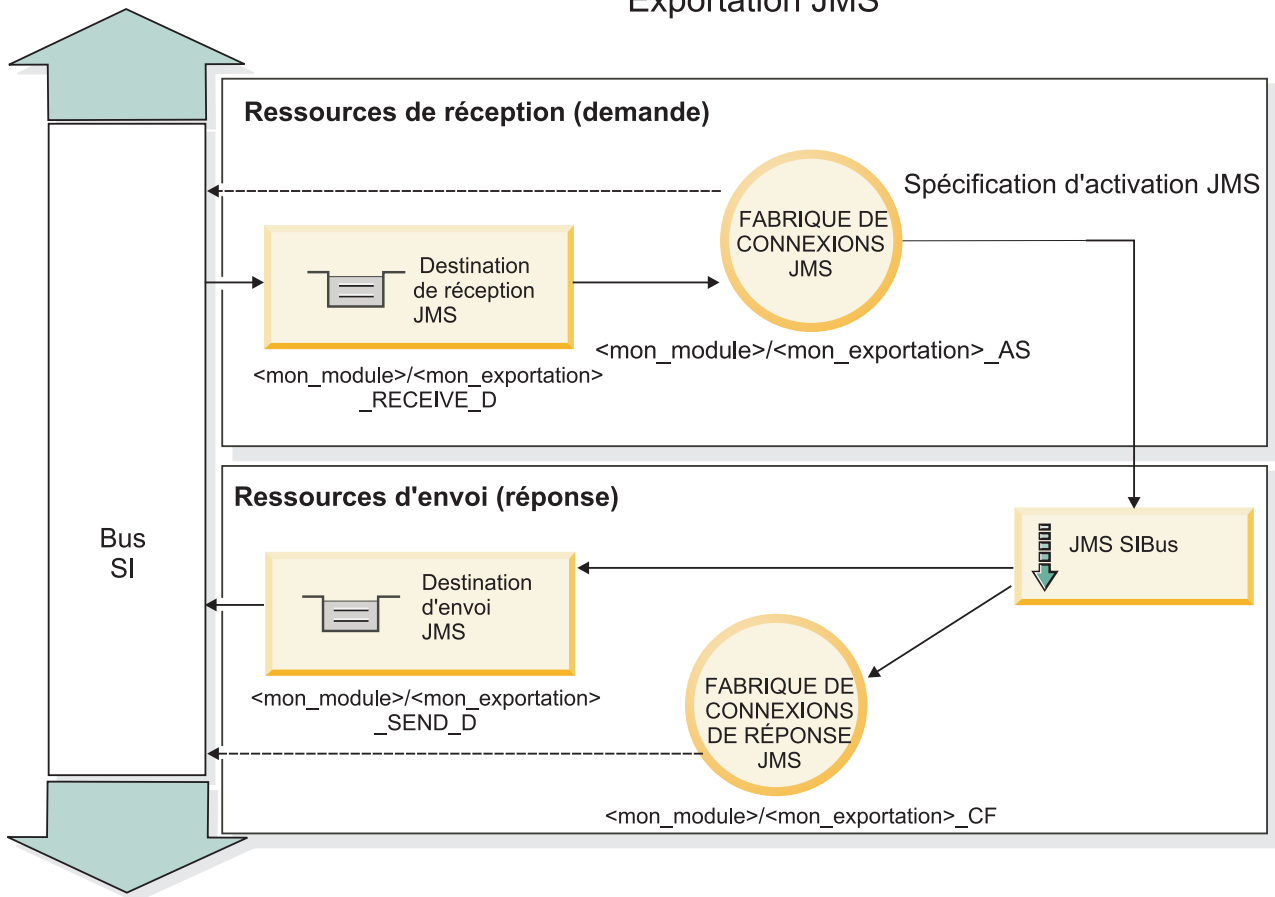 Exportation JMS
Ressources de réception (demande)
Spécification d'activation JMS
FABRIQUE DE
CONNEXIONS
JMS
Destination
de réception
JMS
<mon_module>/<mon_exportation>_AS
<mon_module>/<mon_exportation>
_RECEIVE_D
Ressources d'envoi (réponse)
Bus
SI
JMS SIBus
Destination
d'envoi
JMS
<mon_module>/<mon_exportation>
_SEND_D
FABRIQUE DE
CONNEXIONS
DE RÉPONSE
JMS
<mon_module>/<mon_exportation>_CF